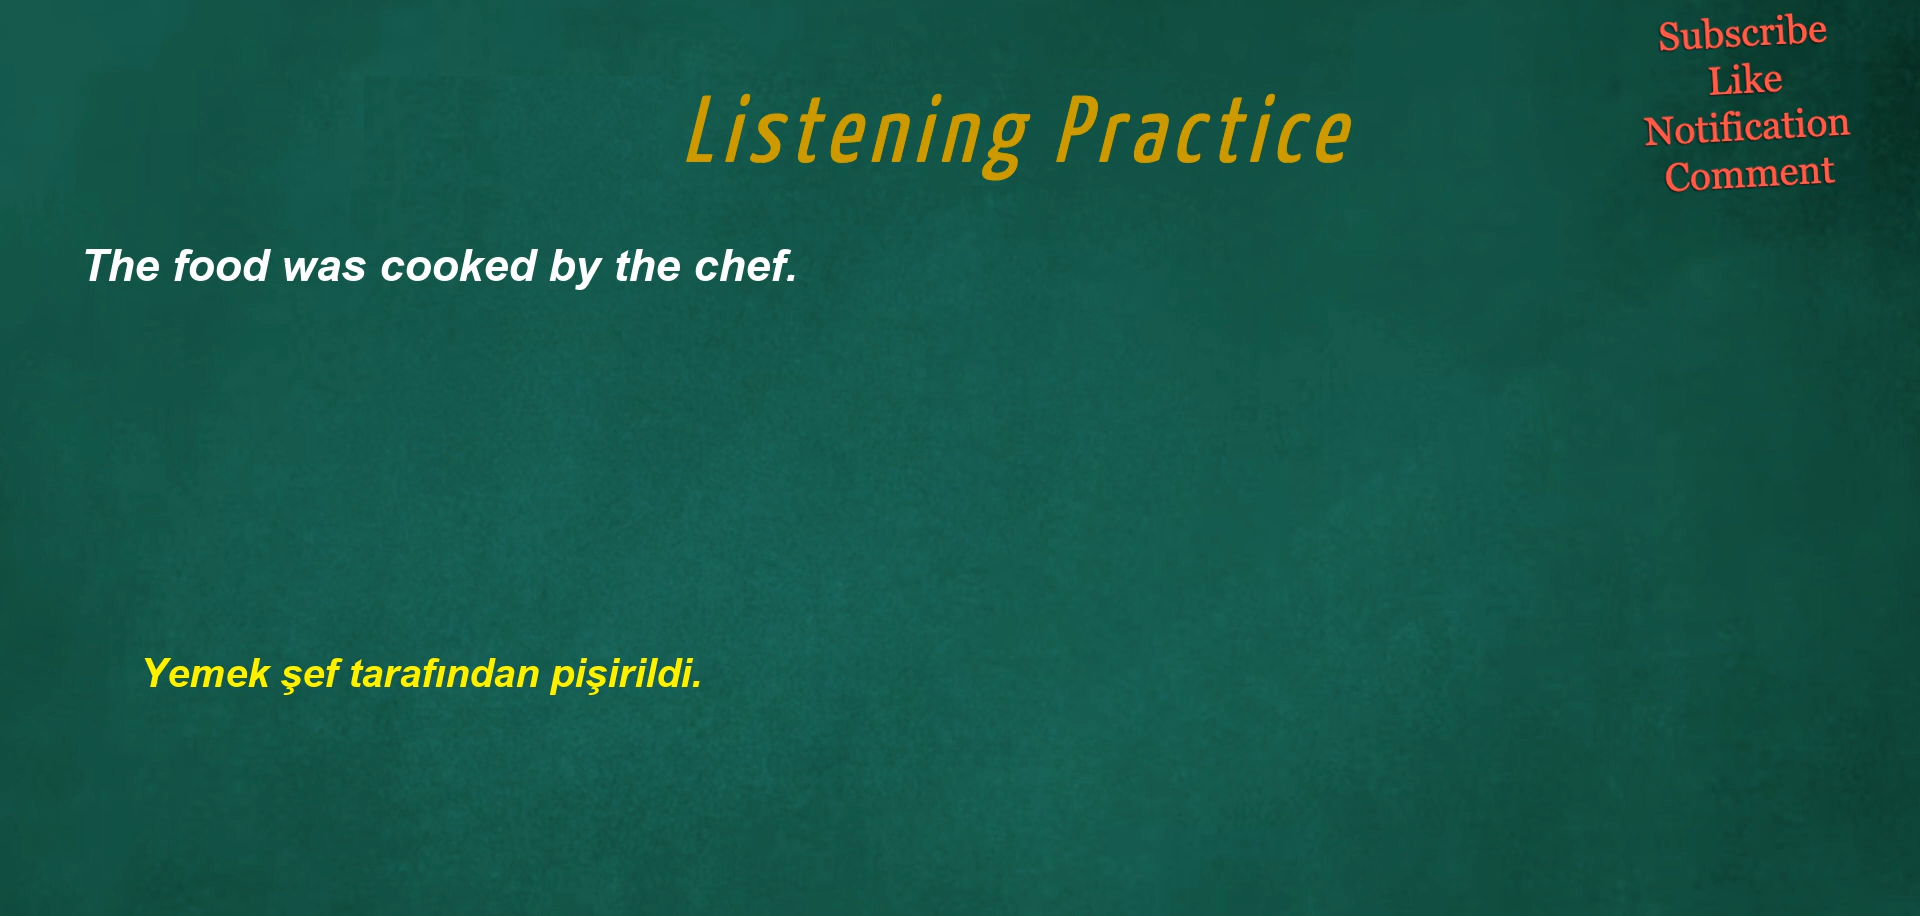 Subscribe
Like
Notification
Comment
Listening Practice
The food was cooked by the chef.
Yemek şef tarafından pişirildi.